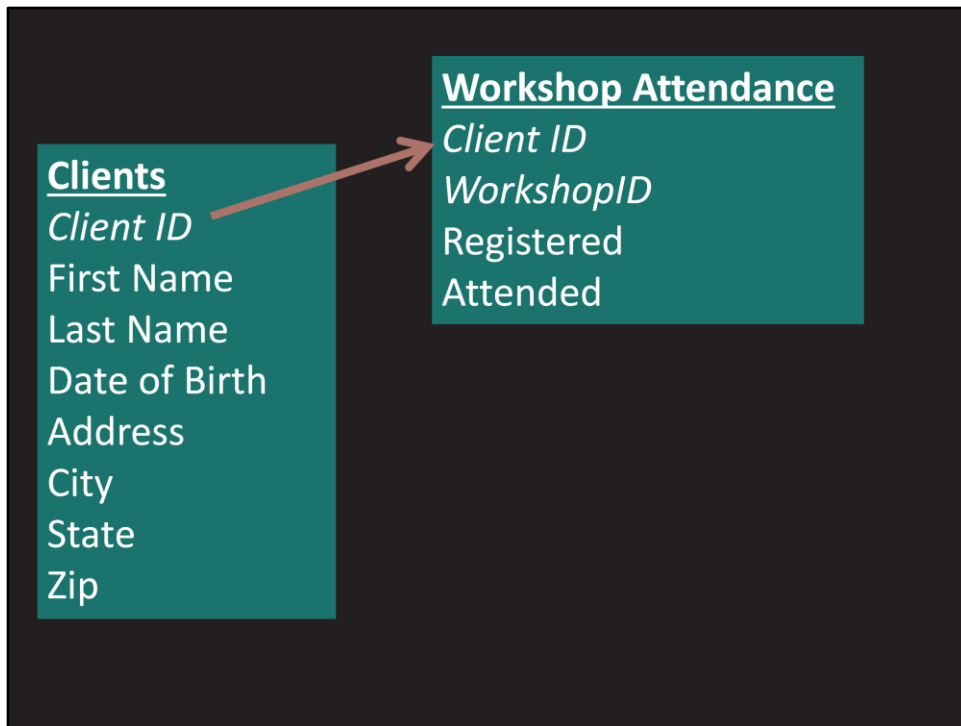 Clients
Client ID
First Name
Last Name
Date of Birth
Address
City
State
Zip
Workshop Attendance
Client ID
WorkshopID
Registered
Attended